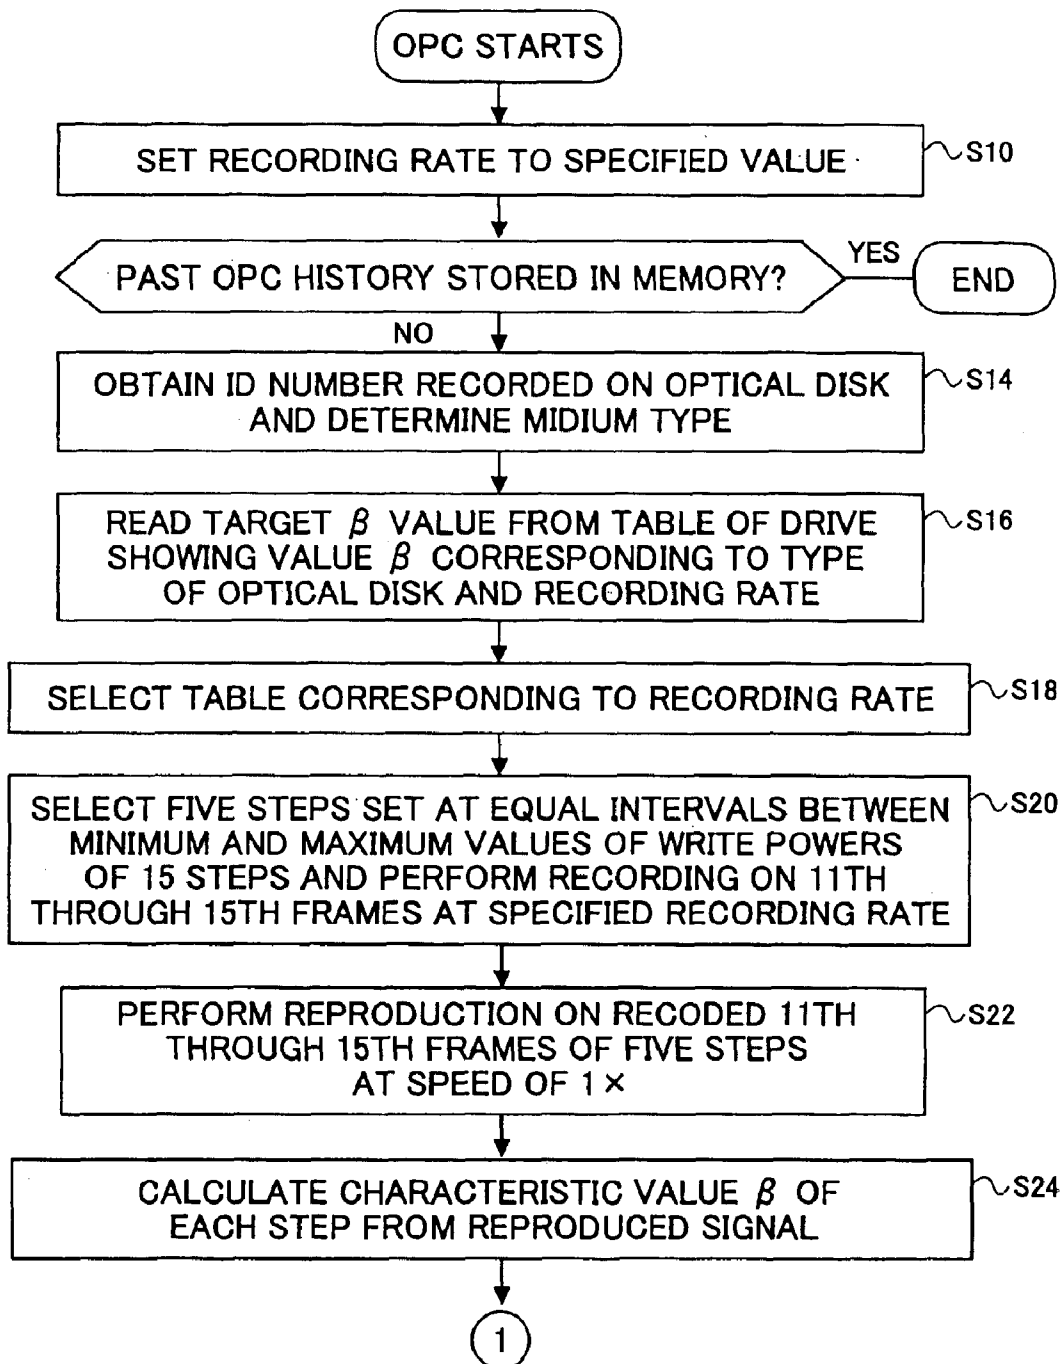 OPC STARTS
SET RECORDING RATE TO SPECIFIED VALUE
S10
PAST OPC HISTORY STORED IN MEMORY?
YES
END
NO
OBTAIN ID NUMBER RECORDED ON OPTICAL DISK
AND DETERMINE MIDIUM TYPE
S14
READ TARGET β VALUE FROM TABLE OF DRIVE
SHOWING VALUE β CORRESPONDING TO TYPE
OF OPTICAL DISK AND RECORDING RATE
S16
SELECT TABLE CORRESPONDING TO RECORDING RATE
S18
SELECT FIVE STEPS SET AT EQUAL INTERVALS BETWEEN
MINIMUM AND MAXIMUM VALUES OF WRITE POWERS
OF 15 STEPS AND PERFORM RECORDING ON 11TH
THROUGH 15TH FRAMES AT SPECIFIED RECORDING RATE
S20
PERFORM REPRODUCTION ON RECODED 11TH
THROUGH 15TH FRAMES OF FIVE STEPS
AT SPEED OF 1×
S22
CALCULATE CHARACTERISTIC VALUE β OF
EACH STEP FROM REPRODUCED SIGNAL
S24
1